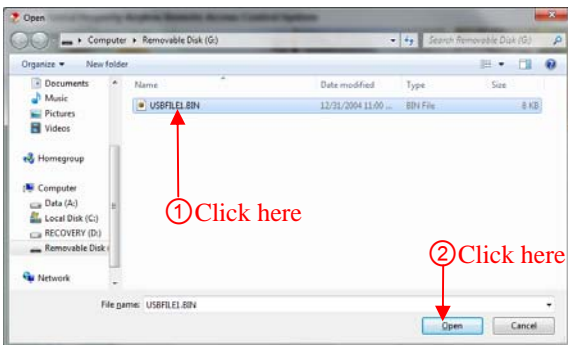 Open
Computer ▸ Removable Disk (G:)
Search Removable Disk (G:)
Organize ▾ New folder
Documents
Music
Pictures
Videos
Homegroup
Computer
Data (A:)
Local Disk (C:)
RECOVERY (D:)
Removable Disk
Network
Name Date modified Type Size
USBFILE1.BIN 12/31/2004 11:00 ... BIN File 8 KB
①Click here
②Click here
File name: USBFILE1.BIN
Open Cancel